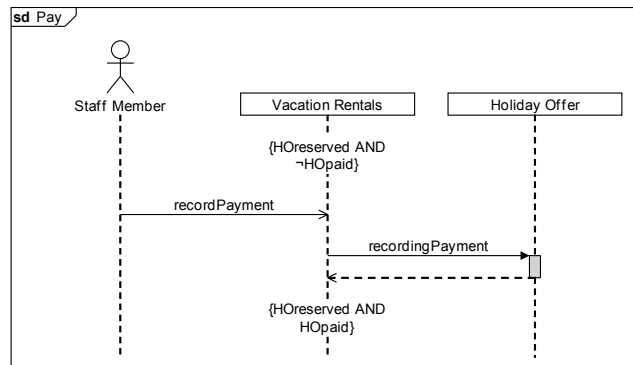 sd Pay
Staff Member
Vacation Rentals
Holiday Offer
{HOreserved AND
¬HOpaid}
recordPayment
recordingPayment
{HOreserved AND
HOpaid}